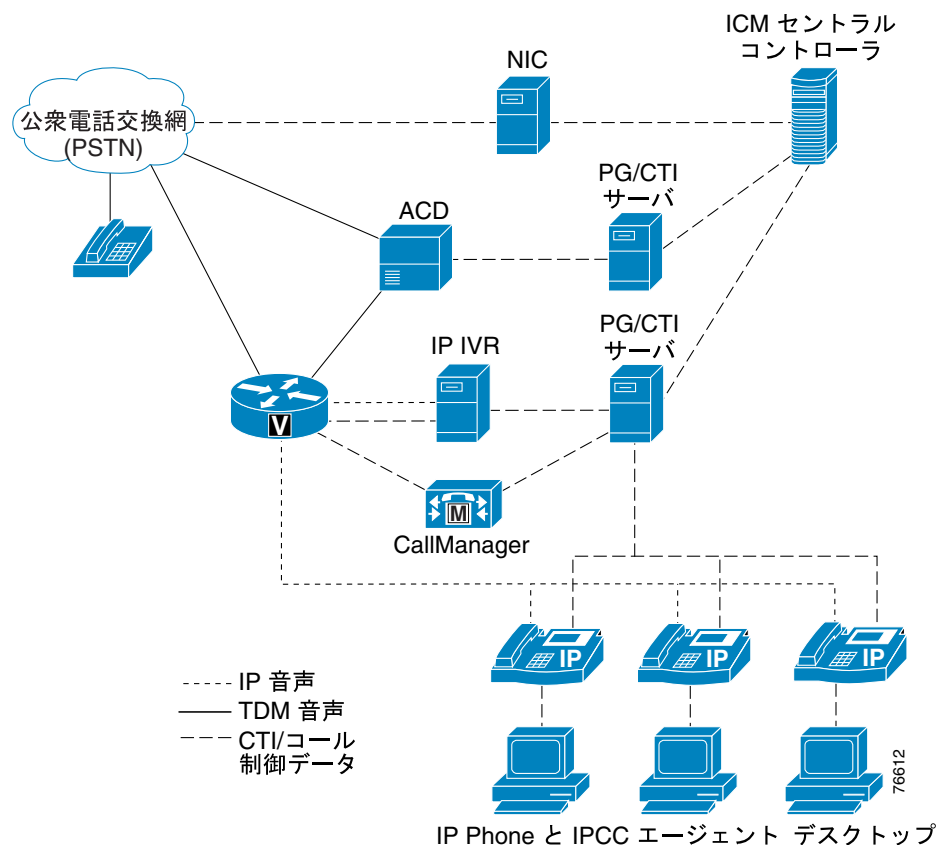 ICM セントラル
コントローラ
NIC
公衆電話交換網
(PSTN)
PG/CTI
サーバ
ACD
PG/CTI
サーバ
IP IVR
V
M
CallManager
IP
IP
IP
IP 音声
TDM 音声
CTI/コール
制御データ
76612
IP Phone と IPCC エージェント デスクトップ